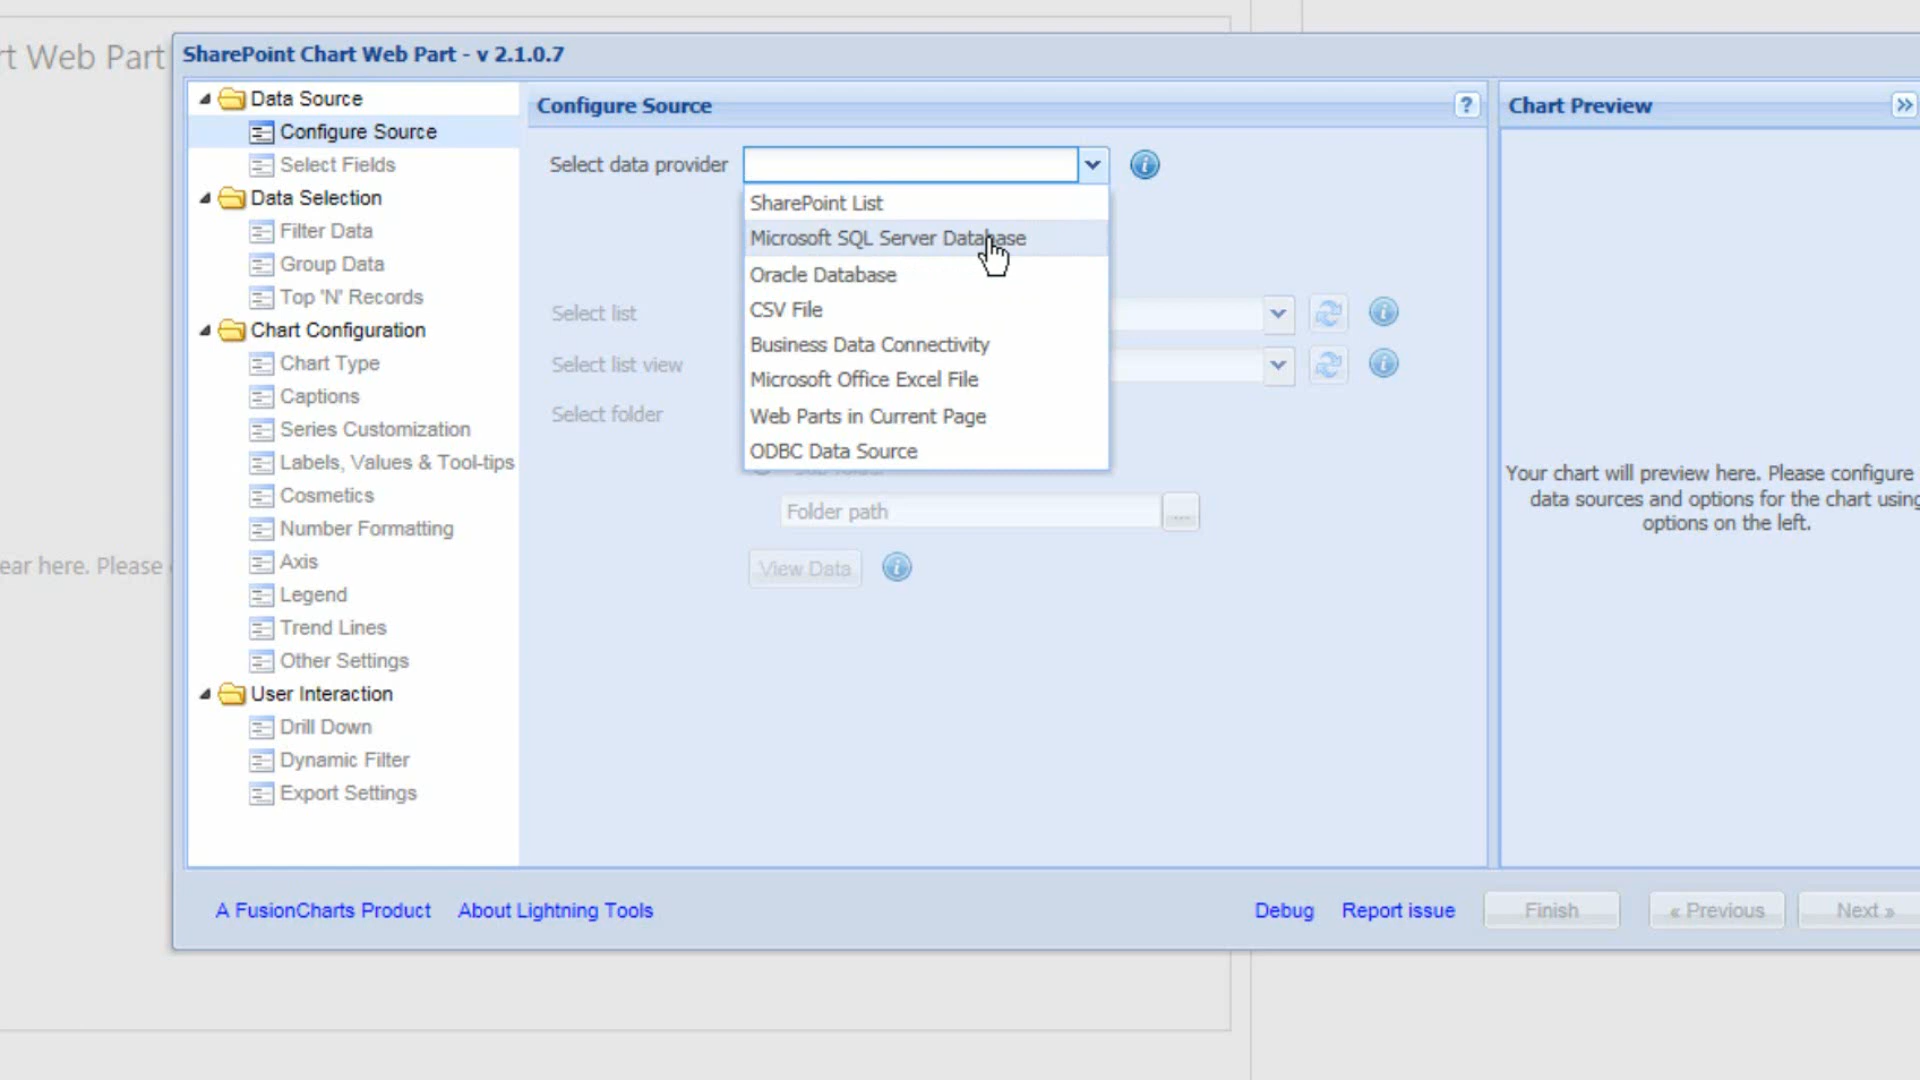 rt Web Part
SharePoint Chart Web Part - v 2.1.0.7
Data Source
Configure Source
Select Fields
Data Selection
Filter Data
Group Data
Top 'N' Records
Chart Configuration
Chart Type
Captions
Series Customization
Labels, Values & Tool-tips
Cosmetics
Number Formatting
Axis
Legend
Trend Lines
Other Settings
User Interaction
Drill Down
Dynamic Filter
Export Settings
ear here. Please
Configure Source
?
Select data provider
SharePoint List
Microsoft SQL Server Database
Oracle Database
CSV File
Business Data Connectivity
Microsoft Office Excel File
Web Parts in Current Page
ODBC Data Source
Select list
Select list view
Select folder
Folder path
...
View Data
Chart Preview
Your chart will preview here. Please configure
data sources and options for the chart using
options on the left.
A FusionCharts Product
About Lightning Tools
Debug
Report issue
Finish
« Previous
Next »